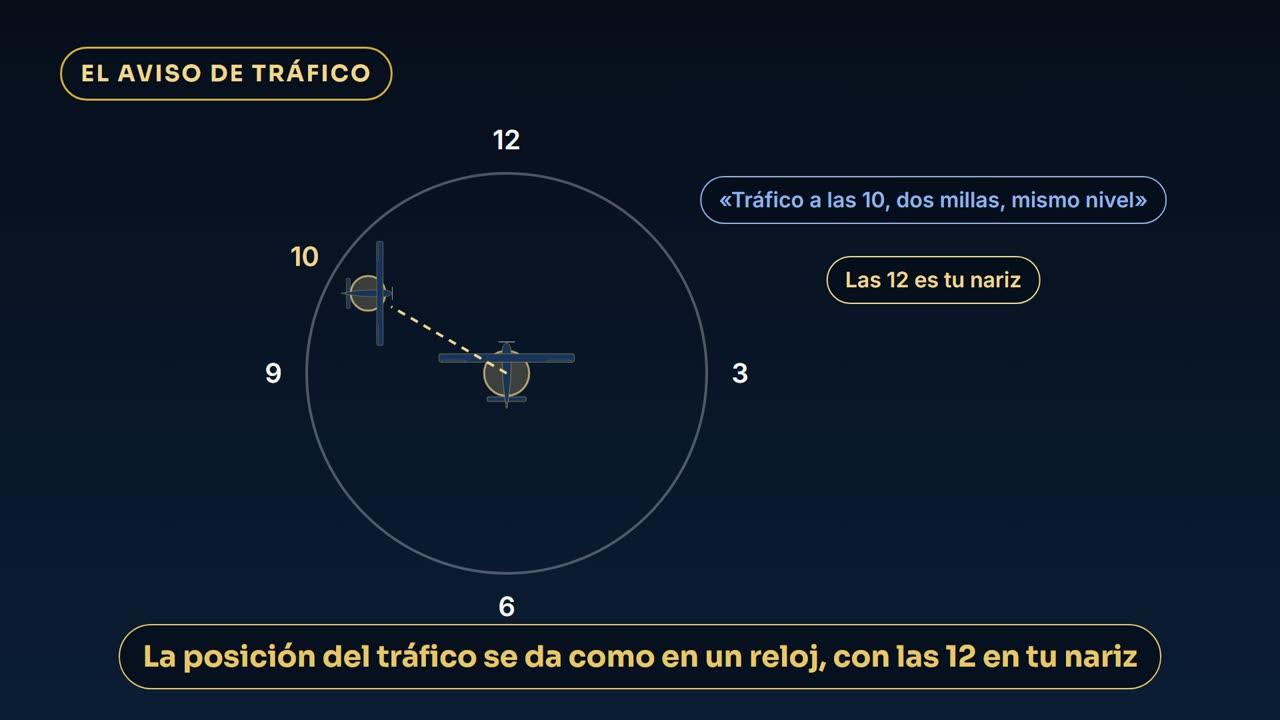 EL AVISO DE TRÁFICO
12
«Tráfico a las 10, dos millas, mismo nivel»
10
Las 12 es tu nariz
9
3
6
La posición del tráfico se da como en un reloj, con las 12 en tu nariz